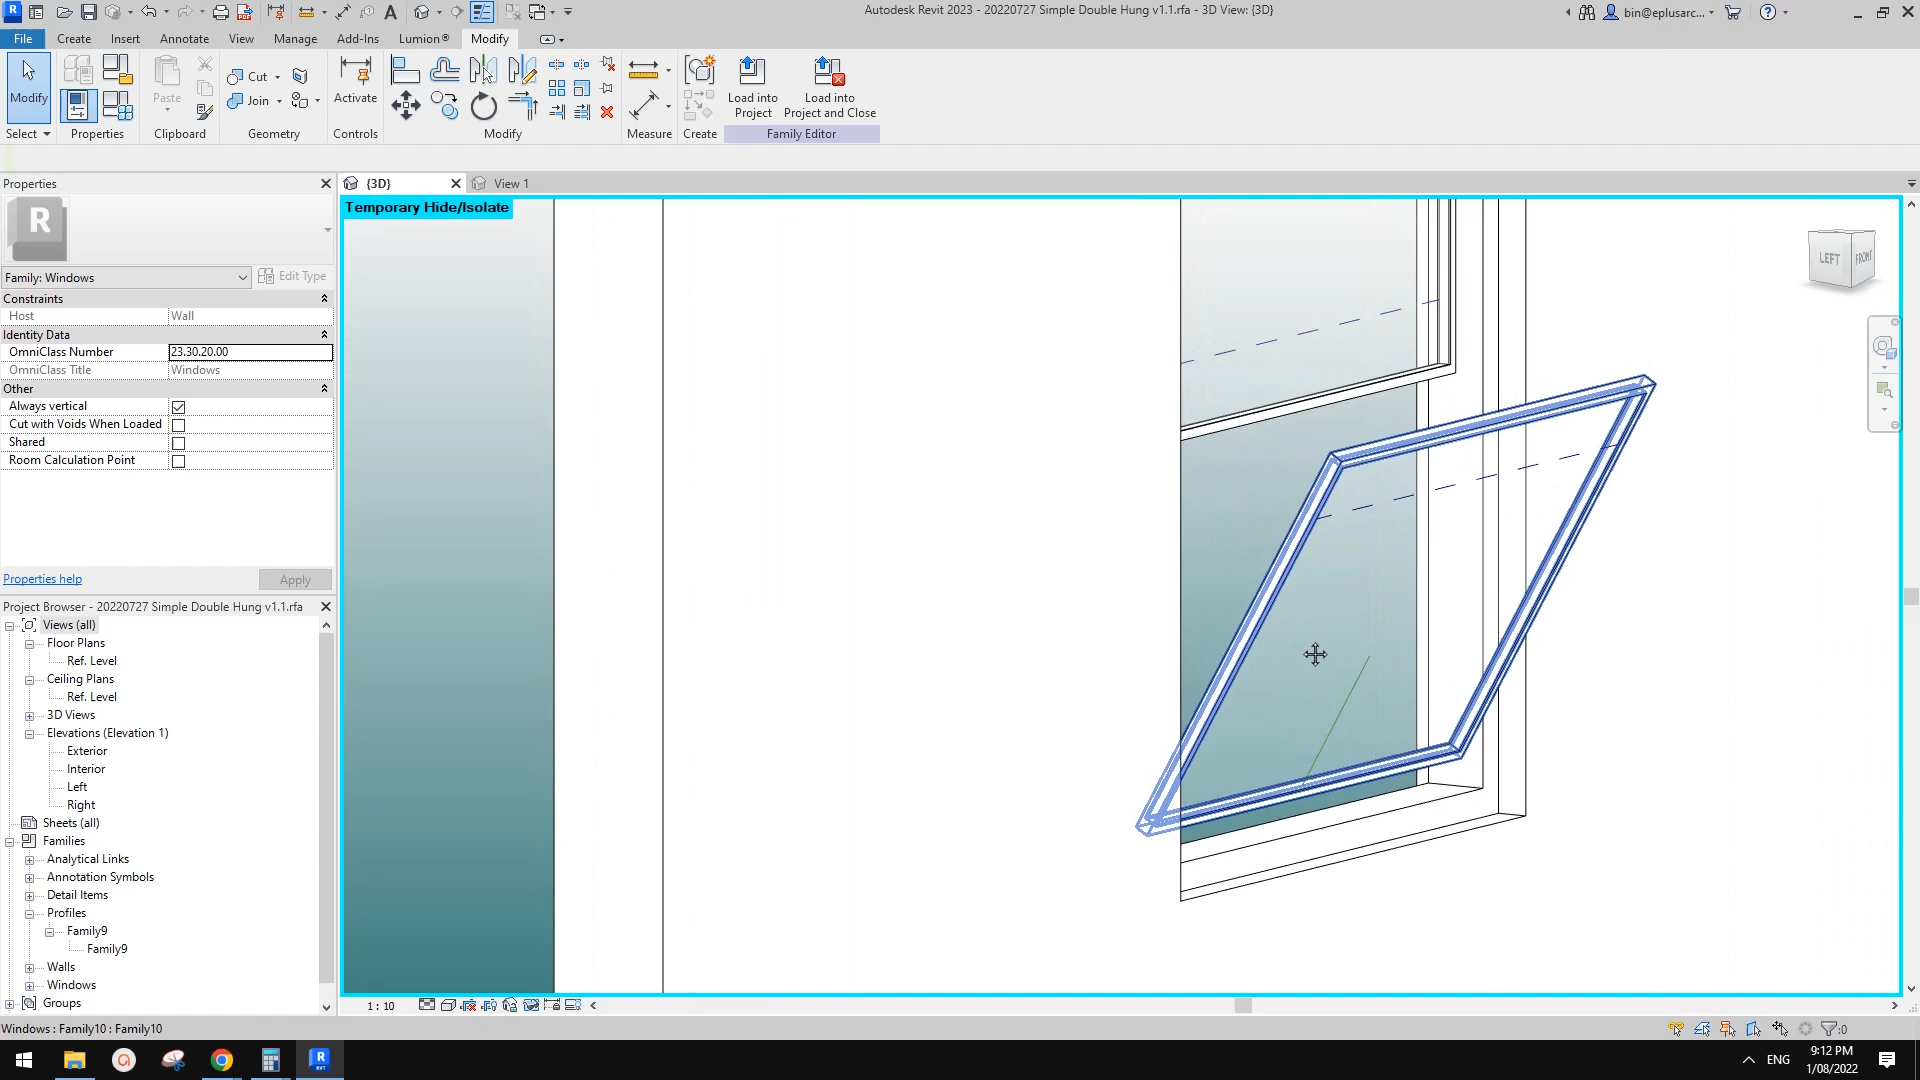 Autodesk Revit 2023 - 20220727 Simple Double Hung v1.1.rfa - 3D View: {3D}
bin@eplusarc...
File Create Insert Annotate View Manage Add-Ins Lumion® Modify
Modify
Paste
Cut
Join
Activate
Load into Project
Load into Project and Close
Select Properties Clipboard Geometry Controls Modify Measure Create Family Editor
Properties
{3D}
View 1
Temporary Hide/Isolate
R
Family: Windows
Edit Type
Constraints
Host Wall
Identity Data
OmniClass Number 23.30.20.00
OmniClass Title Windows
Other
Always vertical
Cut with Voids When Loaded
Shared
Room Calculation Point
Properties help
Apply
LEFT FRONT
Project Browser - 20220727 Simple Double Hung v1.1.rfa
Views (all)
Floor Plans
Ref. Level
Ceiling Plans
Ref. Level
3D Views
Elevations (Elevation 1)
Exterior
Interior
Left
Right
Sheets (all)
Families
Analytical Links
Annotation Symbols
Detail Items
Profiles
Family9
Family9
Walls
Windows
Groups
1 : 10
Windows : Family10 : Family10
:0
ENG
9:12 PM
1/08/2022